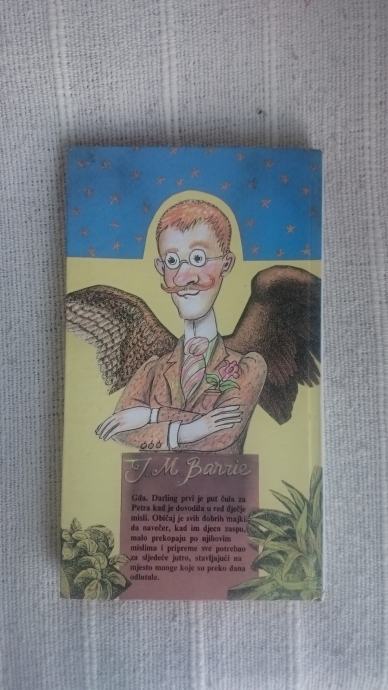 J. M. Barrie
Gđa. Darling prvi je put čula za
Petra kad je dovodila u red dječje
misli. Običaj je svih dobrih majki
da navečer, kad im djeca zaspu,
malo prekopaju po njihovim
mislima i pripreme sve potrebno
za sljedeće jutro, stavljajući na
mjesto mnoge koje su preko dana
odlutale.